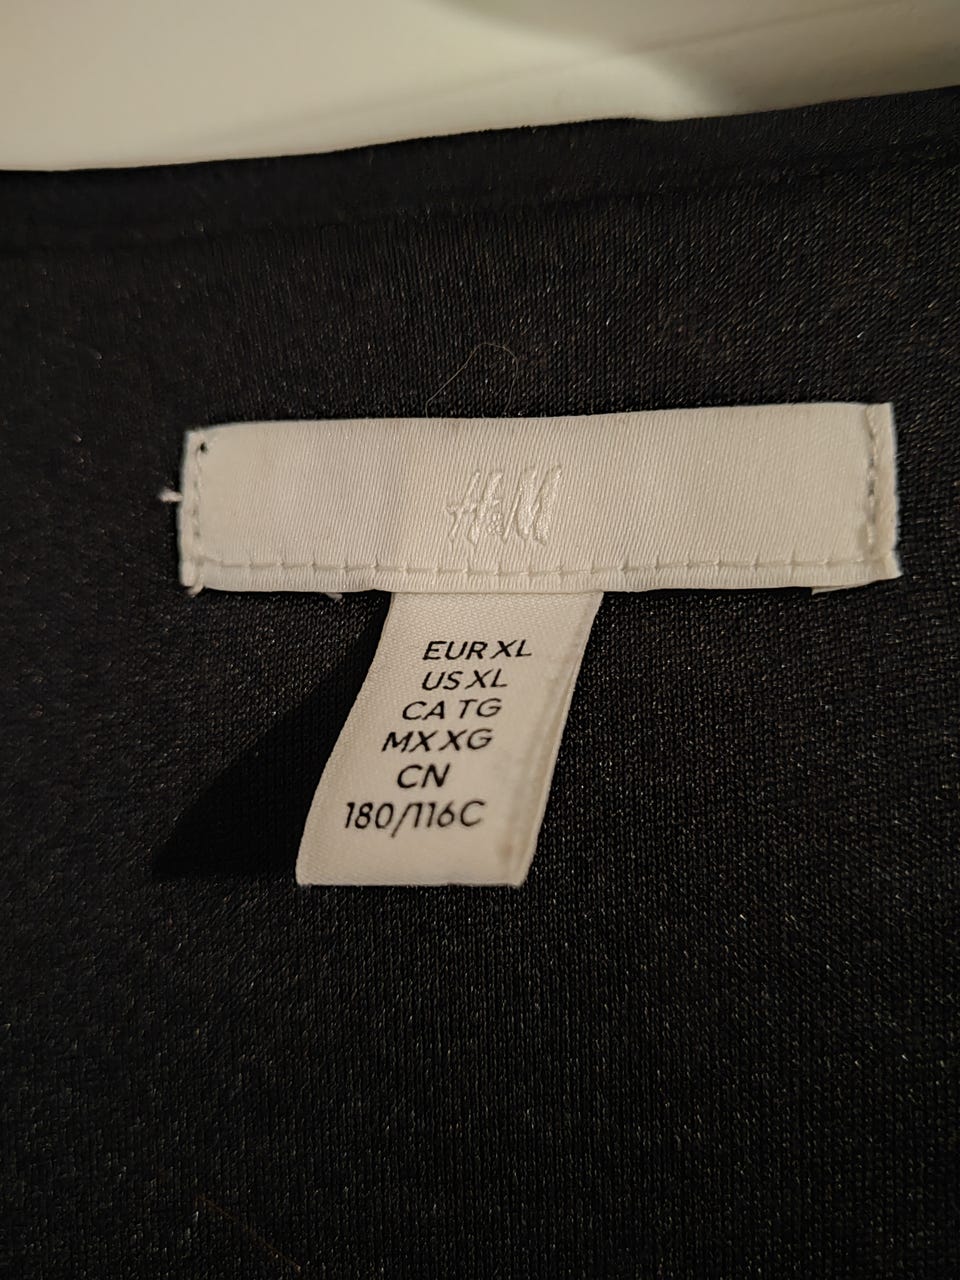 H&M
EUR XL
US XL
CA TG
MX XG
CN
180/116C